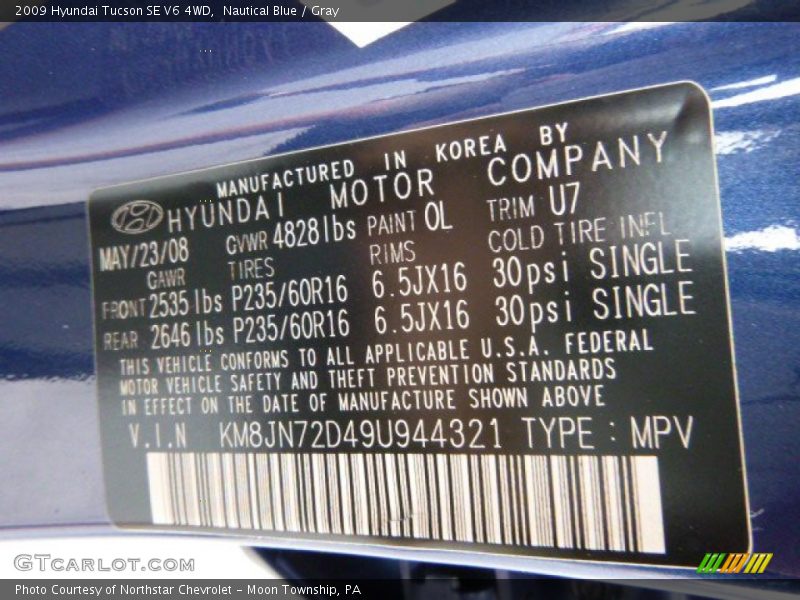 2009 Hyundai Tucson SE V6 4WD, Nautical Blue / Gray
MANUFACTURED IN KOREA BY
HYUNDAI MOTOR COMPANY
MAY/23/08 GVWR 4828lbs PAINT OL TRIM U7
GAWR TIRES RIMS COLD TIRE INFL
FRONT 2535 lbs P235/60R16 6.5JX16 30psi SINGLE
REAR 2646 lbs P235/60R16 6.5JX16 30psi SINGLE
THIS VEHICLE CONFORMS TO ALL APPLICABLE U.S.A. FEDERAL
MOTOR VEHICLE SAFETY AND THEFT PREVENTION STANDARDS
IN EFFECT ON THE DATE OF MANUFACTURE SHOWN ABOVE
V.I.N KM8JN72D49U944321 TYPE : MPV
GTCARLOT.COM
Photo Courtesy of Northstar Chevrolet - Moon Township, PA